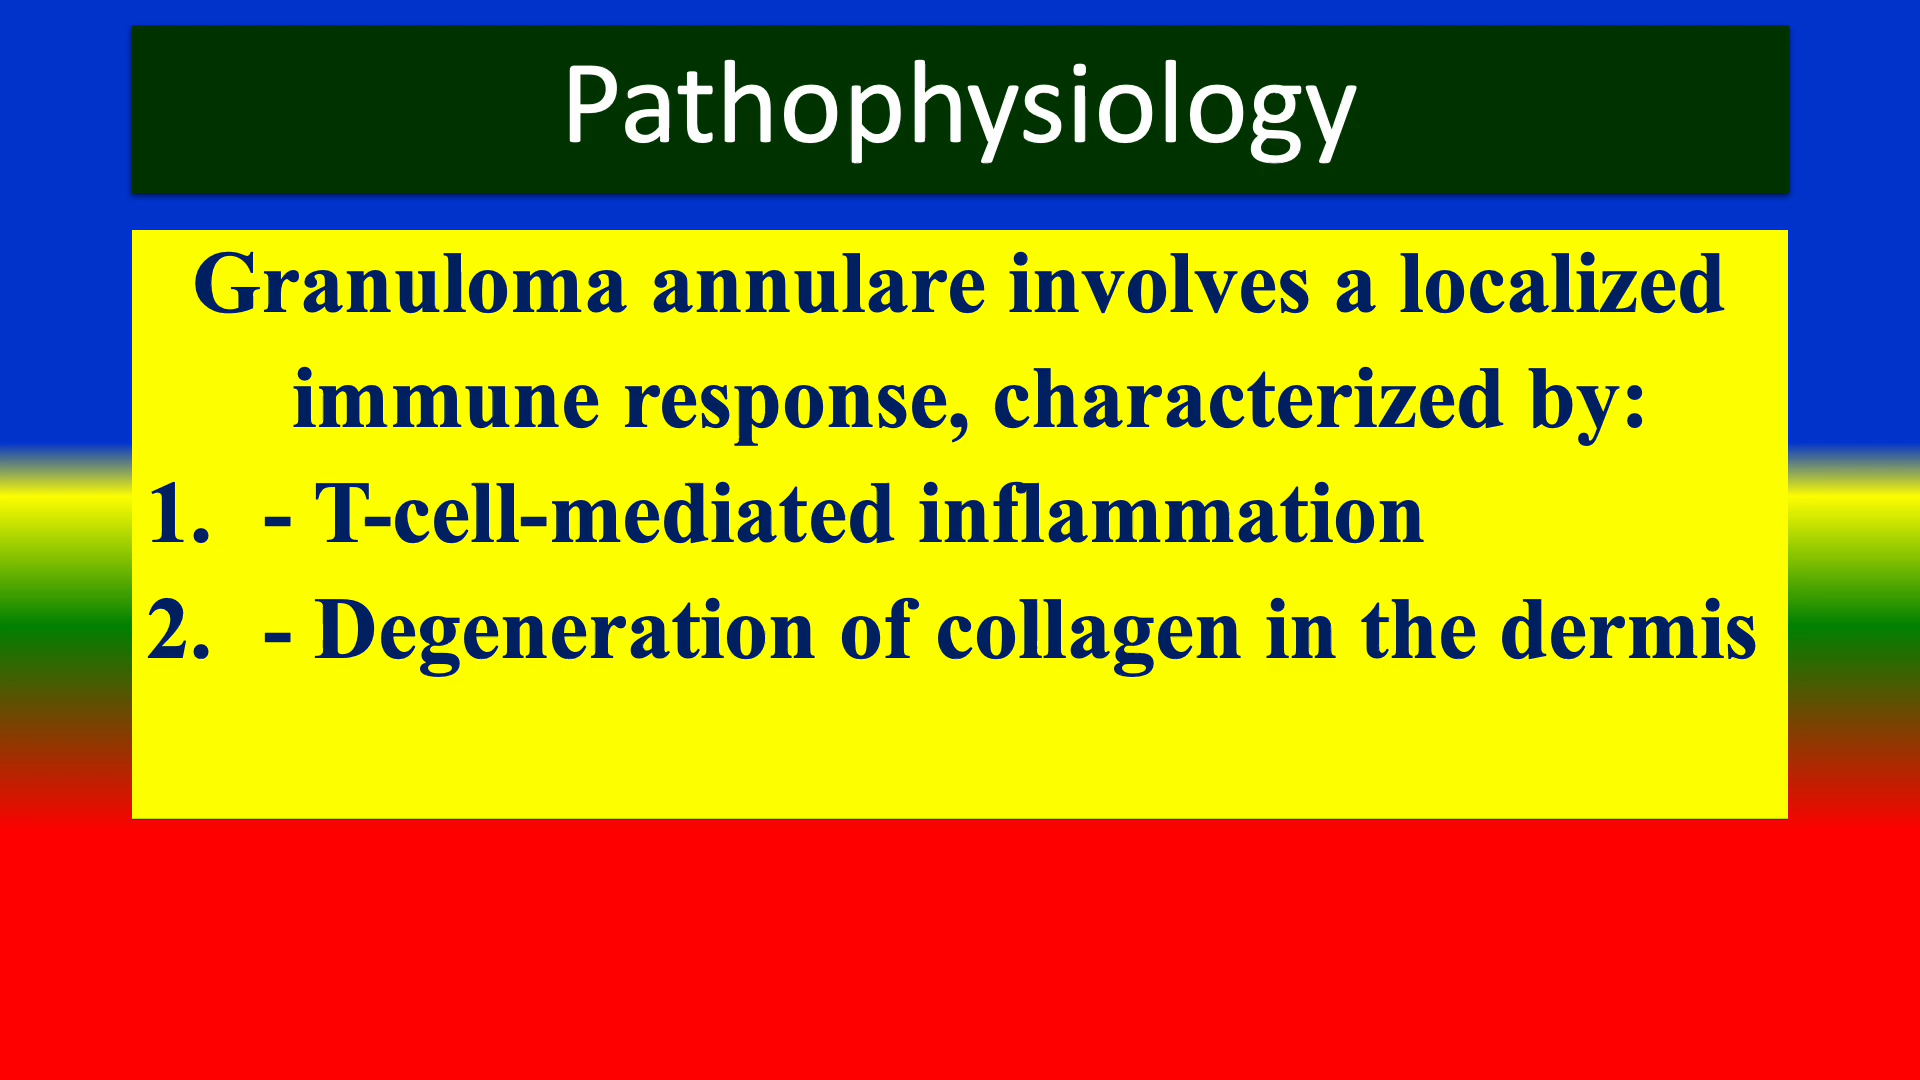 Pathophysiology
Granuloma annulare involves a localized
immune response, characterized by:
1. - T-cell-mediated inflammation
2. - Degeneration of collagen in the dermis